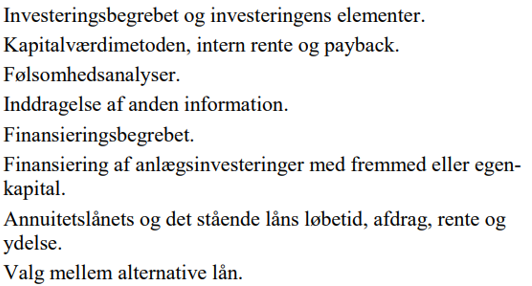 Investeringsbegrebet og investeringens elementer.
Kapitalværdimetoden, intern rente og payback.
Følsomhedsanalyser.
Inddragelse af anden information.
Finansieringsbegrebet.
Finansiering af anlægsinvesteringer med fremmed eller egen-
kapital.
Annuitetslånets og det stående låns løbetid, afdrag, rente og
ydelse.
Valg mellem alternative lån.